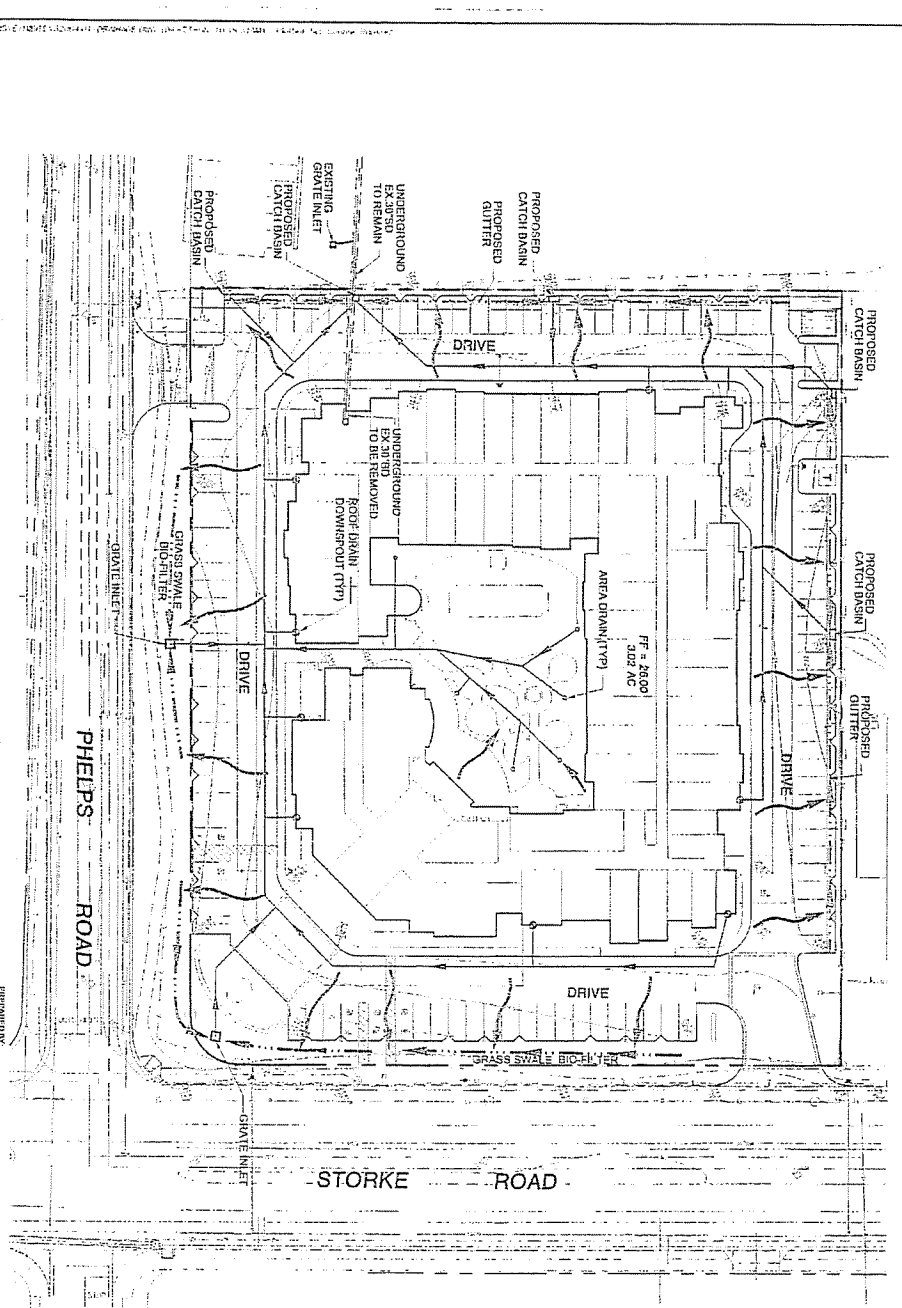 PROPOSED
CATCH BASIN
PROPOSED
CATCH BASIN
EXISTING
GRATE INLET
UNDERGROUND
EX.30"SD
TO REMAIN
PROPOSED
GUTTER
PROPOSED
CATCH BASIN
PROPOSED
CATCH BASIN
PROPOSED
CATCH BASIN
PROPOSED
GUTTER
DRIVE
UNDERGROUND
EX.30"SD
TO BE REMOVED
ROOF DRAIN
DOWNSPOUT (TYP)
AREA DRAIN(TYP)
FF = 26.00'
3.02 AC
DRIVE
GRASS SWALE
BIO-FILTER
GRATE INLET
DRIVE
DRIVE
GRASS SWALE BIO-FILTER
GRATE INLET
PHELPS ROAD
STORKE ROAD
PREPARED BY: